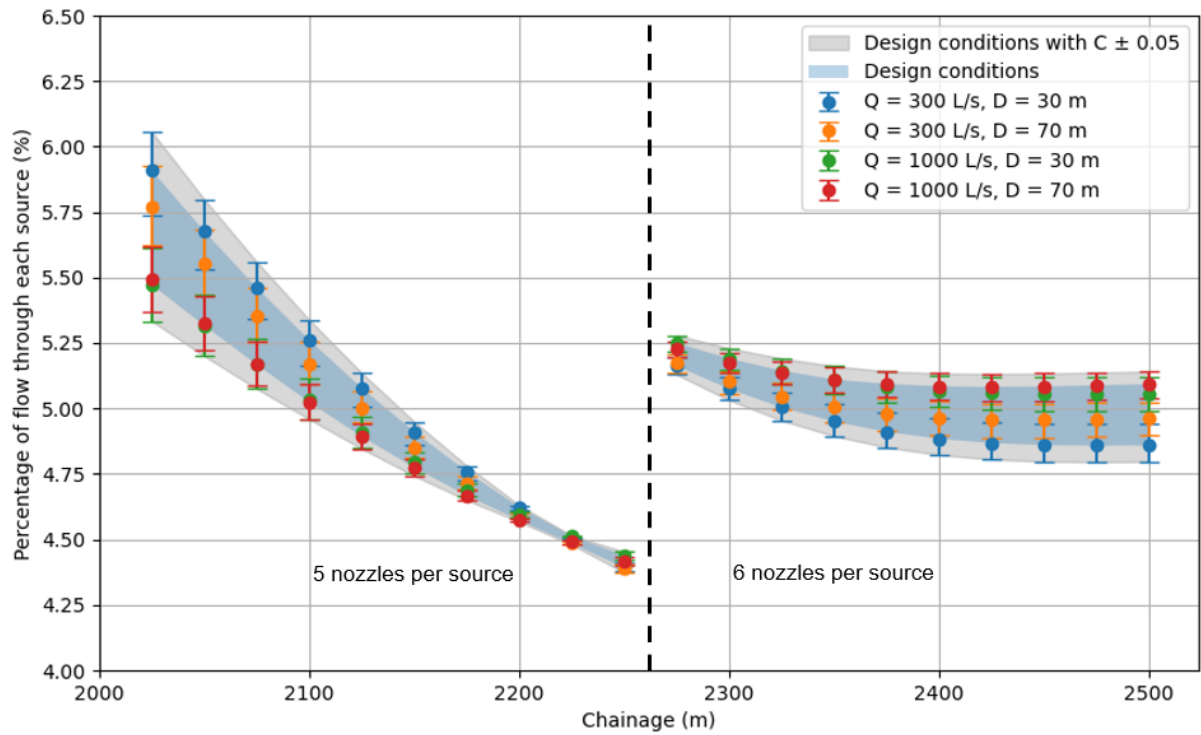 6.50
6.25
6.00
5.75
5.50
5.25
5.00
4.75
4.50
4.25
4.00
Percentage of flow through each source (%)
Design conditions with C ± 0.05
Design conditions
Q = 300 L/s, D = 30 m
Q = 300 L/s, D = 70 m
Q = 1000 L/s, D = 30 m
Q = 1000 L/s, D = 70 m
5 nozzles per source
6 nozzles per source
2000 2100 2200 2300 2400 2500
Chainage (m)